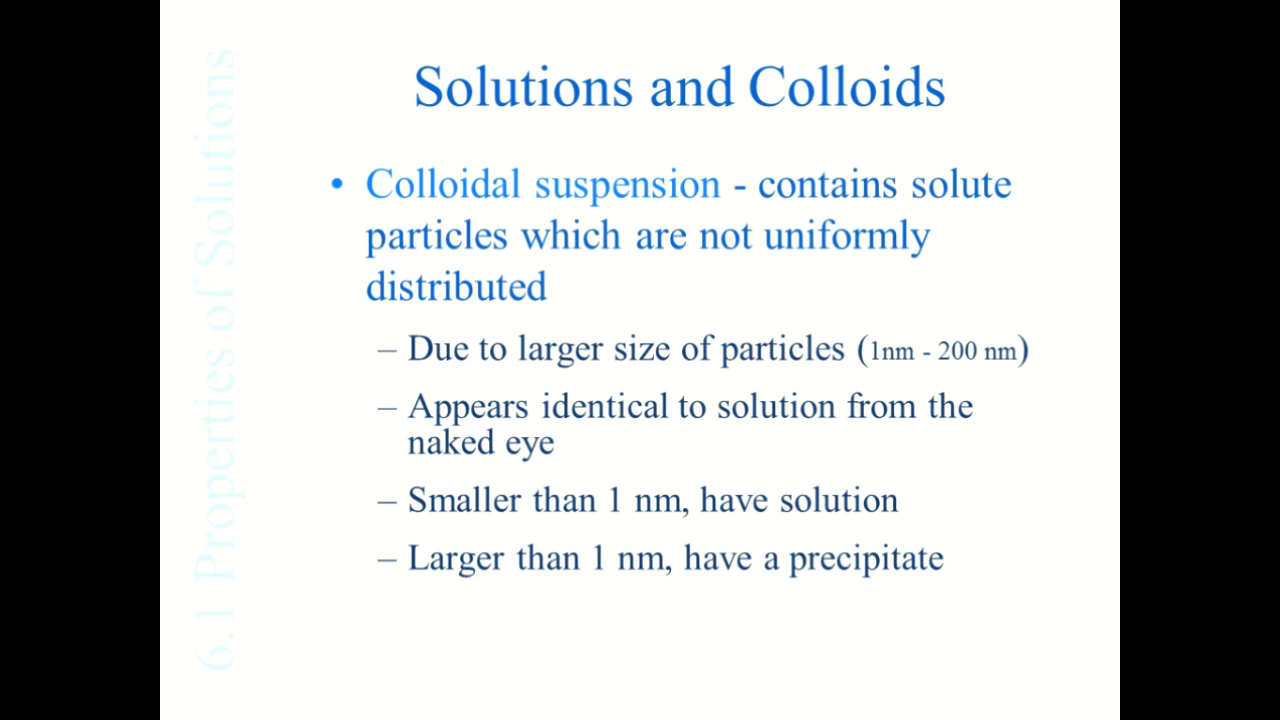 6.1 Properties of Solutions
Solutions and Colloids
• Colloidal suspension - contains solute
particles which are not uniformly
distributed
– Due to larger size of particles (1nm - 200 nm)
– Appears identical to solution from the
naked eye
– Smaller than 1 nm, have solution
– Larger than 1 nm, have a precipitate